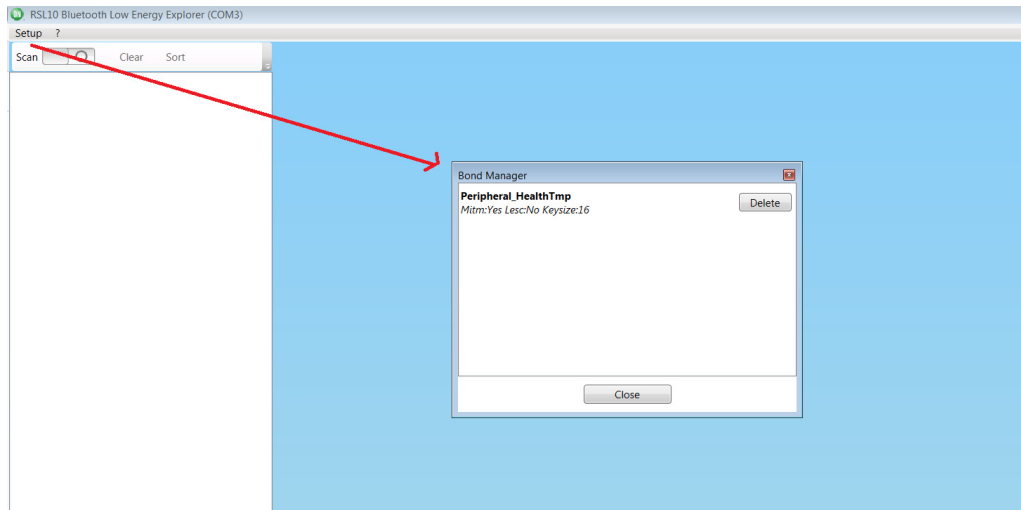 RSL10 Bluetooth Low Energy Explorer (COM3)
Setup ?
Scan Clear Sort
Bond Manager
Peripheral_HealthTmp
Mitm:Yes Lesc:No Keysize:16
Delete
Close